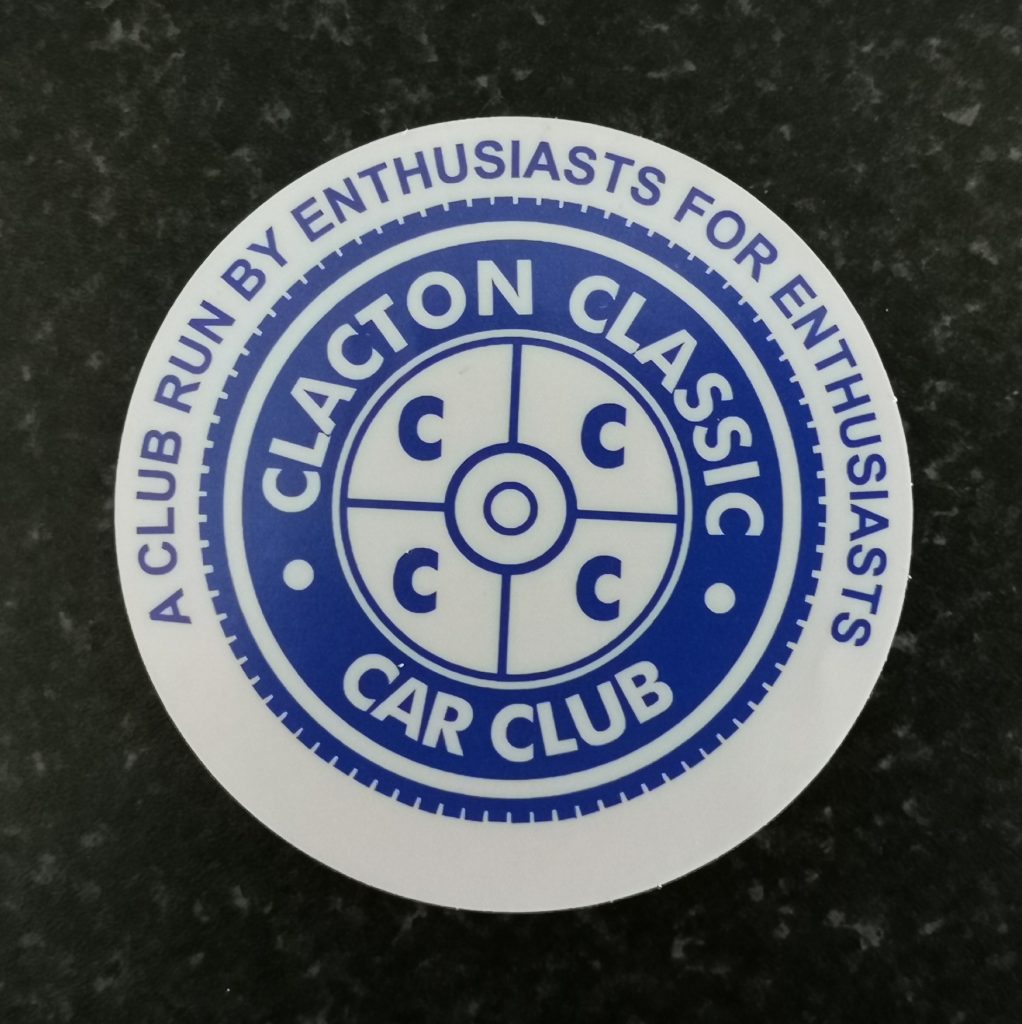 A CLUB RUN BY ENTHUSIASTS FOR ENTHUSIASTS
CLACTON CLASSIC
C C
C C
CAR CLUB